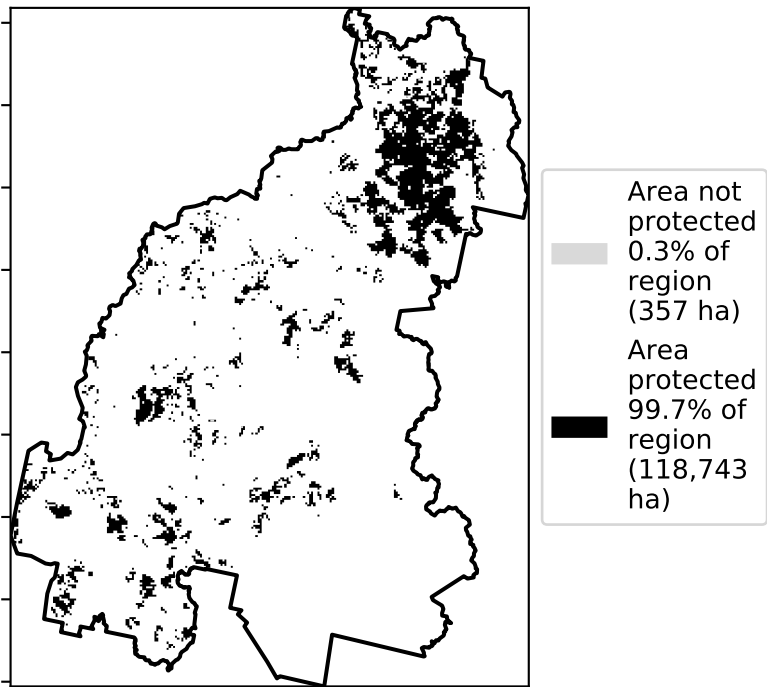 Area not
protected
0.3% of
region
(357 ha)
Area
protected
99.7% of
region
(118,743
ha)